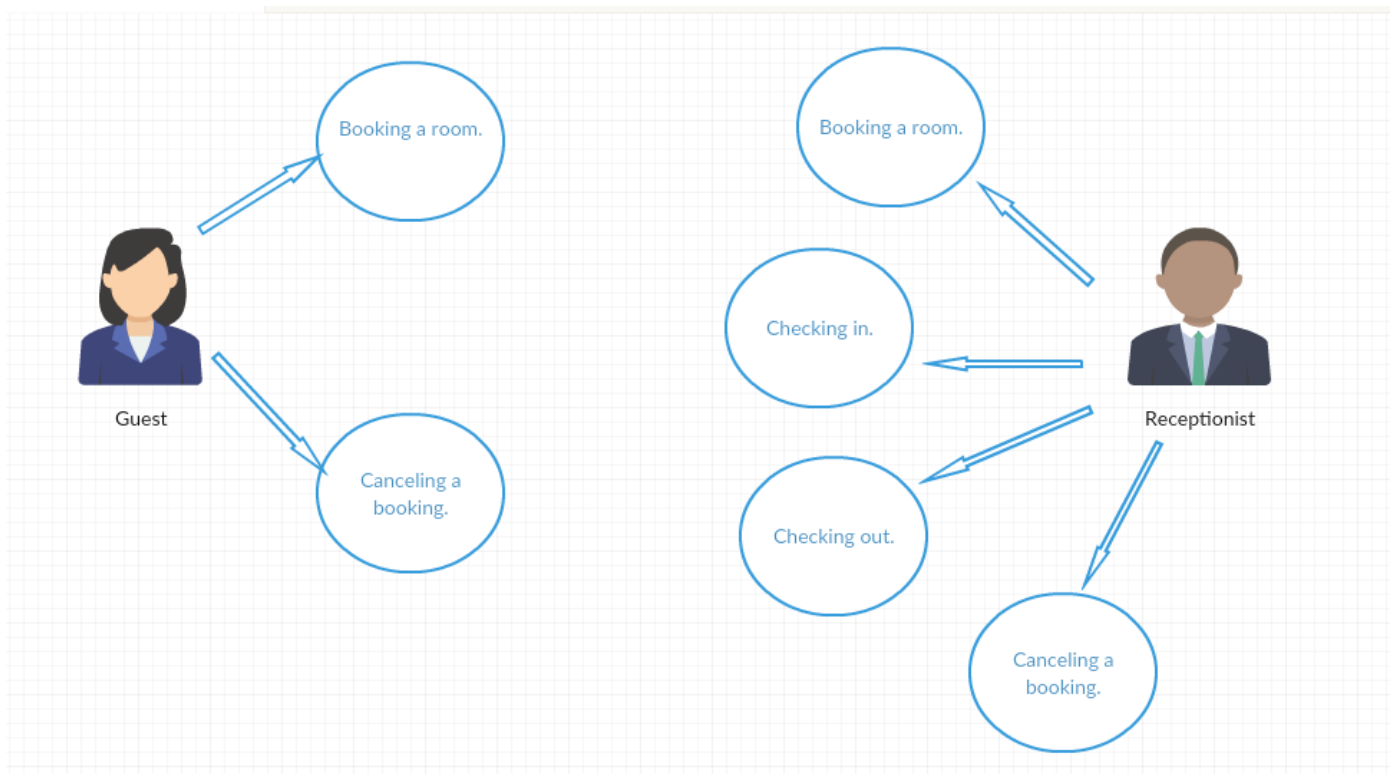 Booking a room.
Guest
Canceling a
booking.
Booking a room.
Checking in.
Receptionist
Checking out.
Canceling a
booking.